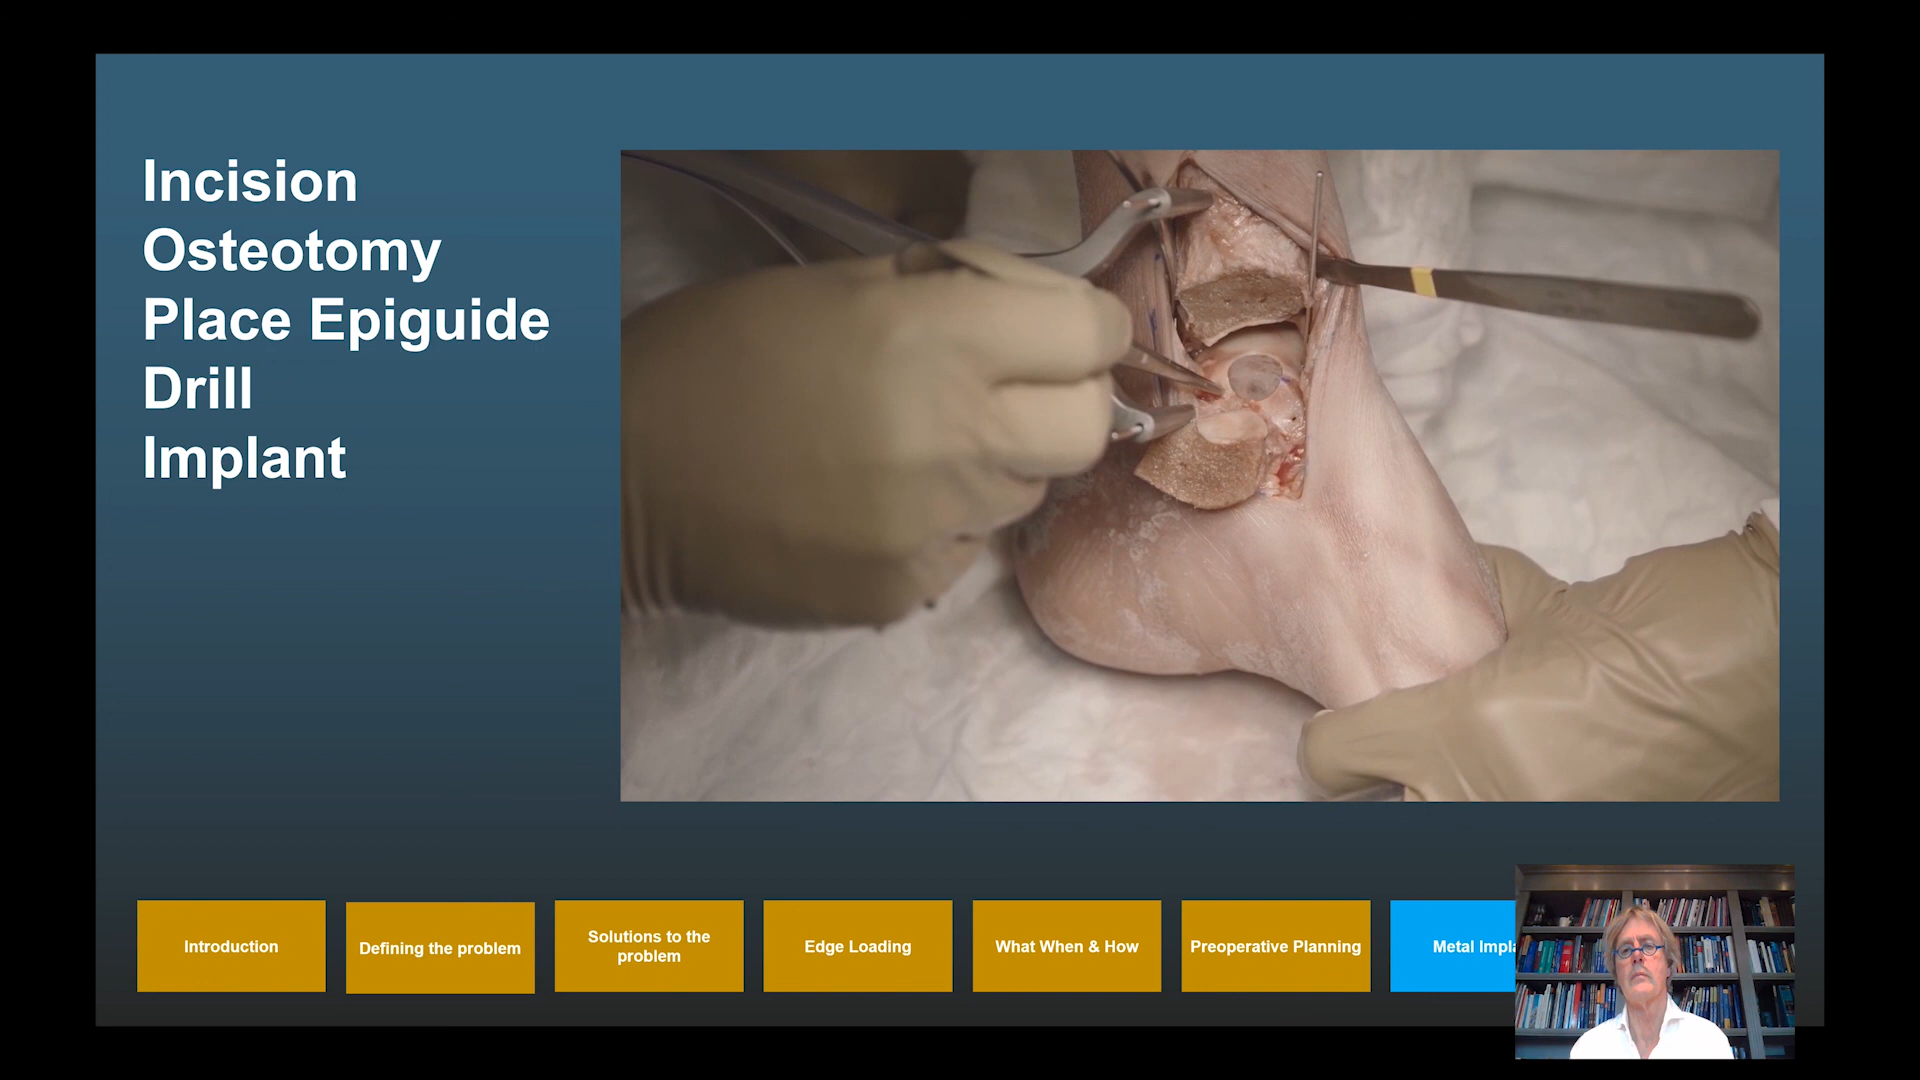 Incision
Osteotomy
Place Epiguide
Drill
Implant
Introduction
Defining the problem
Solutions to the
problem
Edge Loading
What When & How
Preoperative Planning
Metal